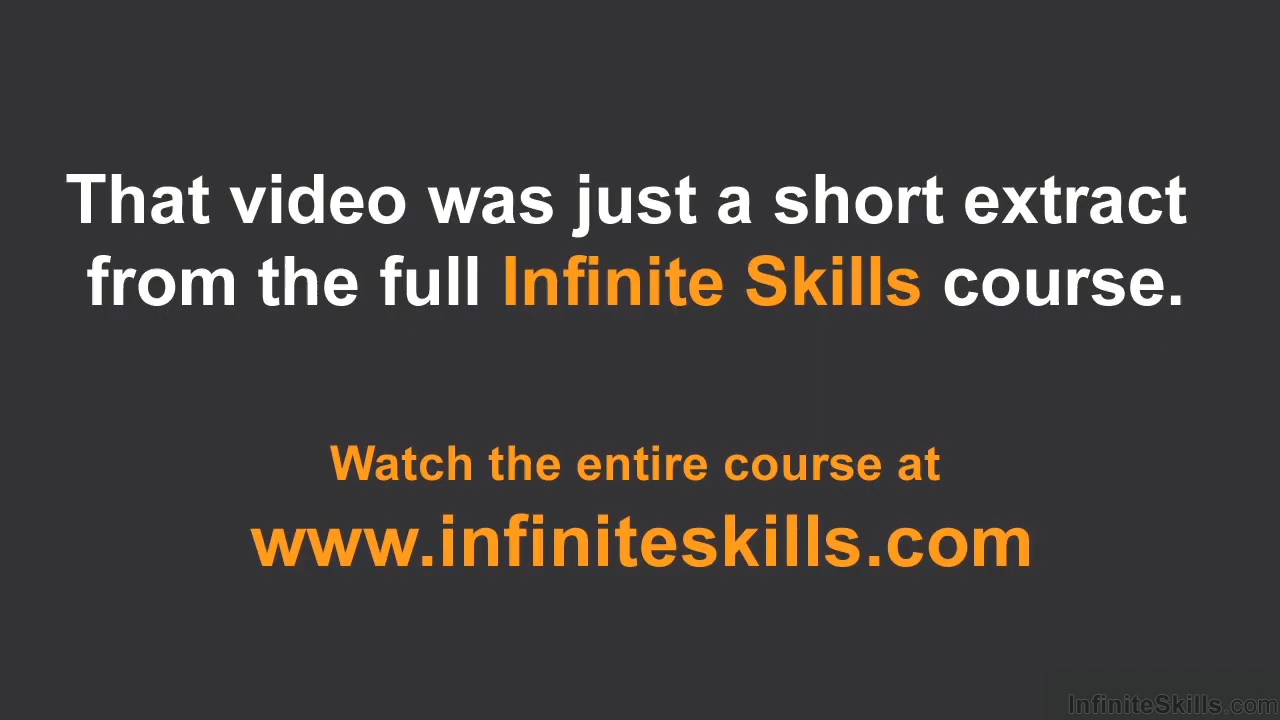 That video was just a short extract
from the full Infinite Skills course.
Watch the entire course at
www.infiniteskills.com
InfiniteSkills.com